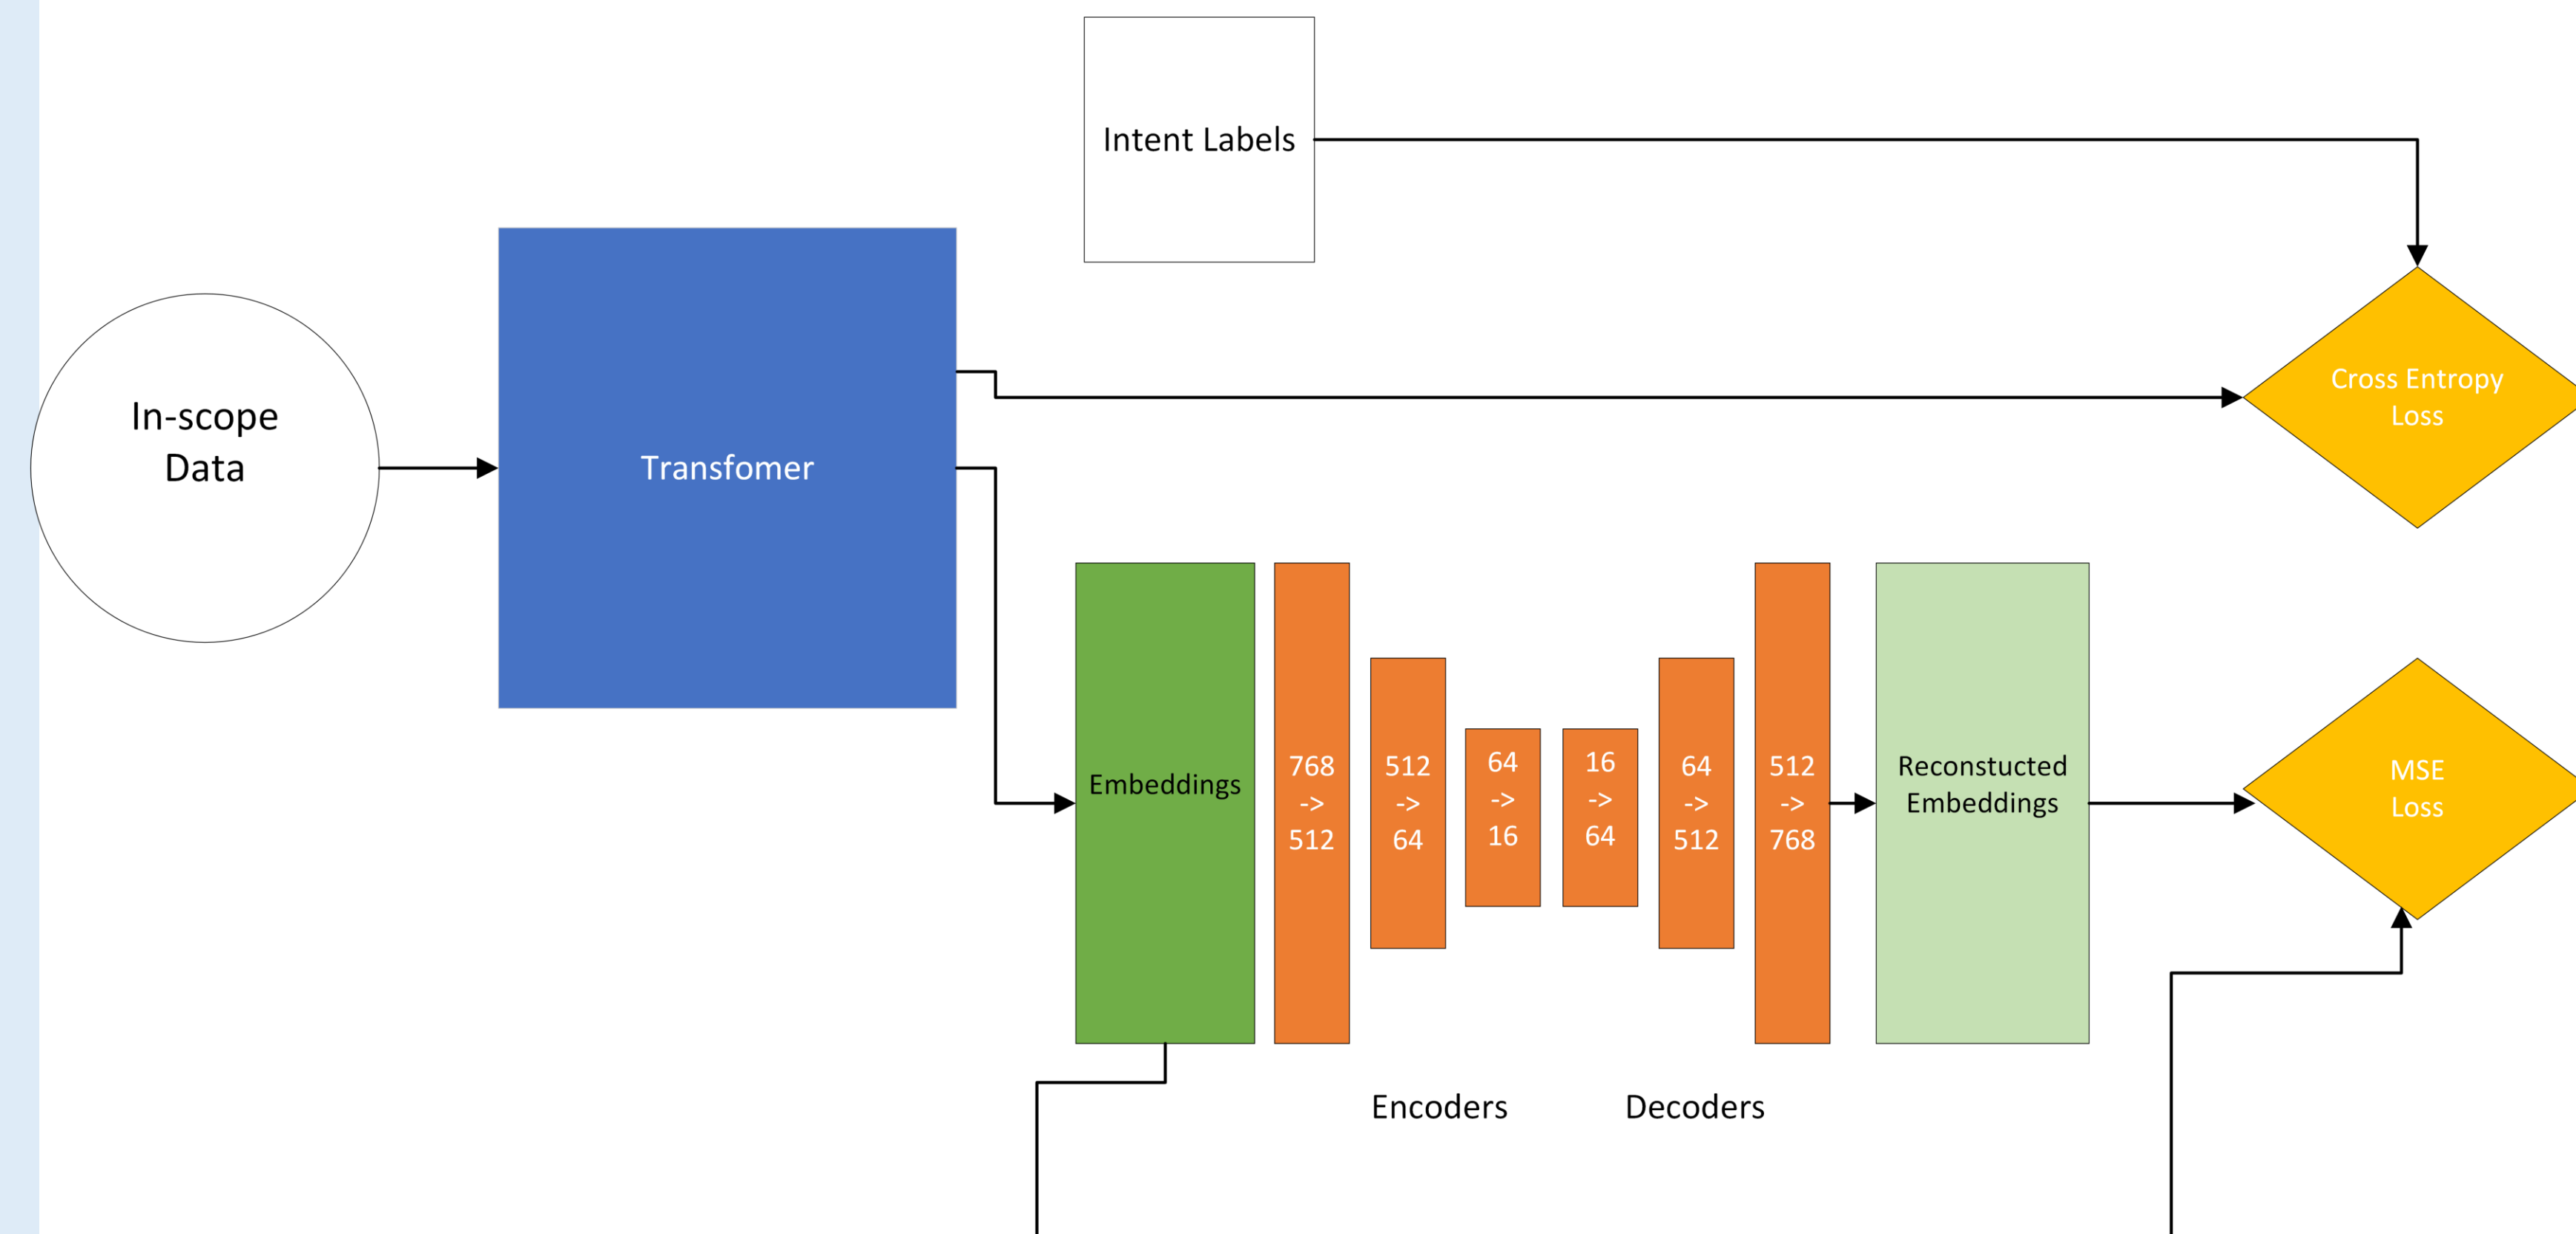 Intent Labels
In-scope
Data
Transfomer
Cross Entropy
Loss
Embeddings
768
->
512
512
->
64
64
->
16
16
->
64
64
->
512
512
->
768
Reconstucted
Embeddings
MSE
Loss
Encoders
Decoders